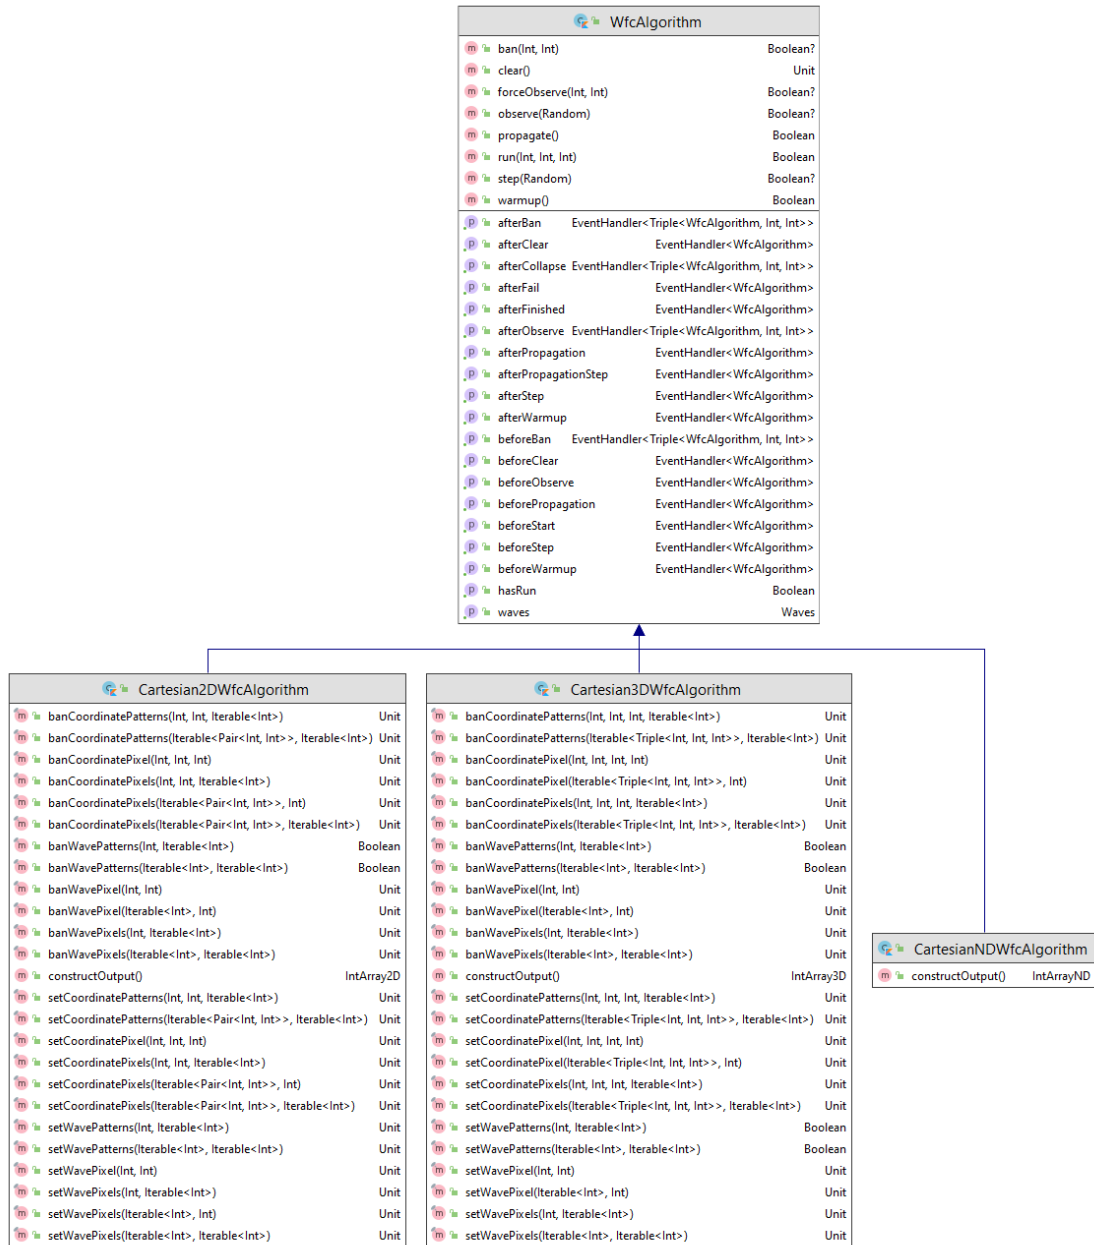 WfcAlgorithm
ban(Int, Int) Boolean?
clear() Unit
forceObserve(Int, Int) Boolean?
observe(Random) Boolean?
propagate() Boolean
run(Int, Int, Int) Boolean
step(Random) Boolean?
warmup() Boolean
afterBan EventHandler<Triple<WfcAlgorithm, Int, Int>>
afterClear EventHandler<WfcAlgorithm>
afterCollapse EventHandler<Triple<WfcAlgorithm, Int, Int>>
afterFail EventHandler<WfcAlgorithm>
afterFinished EventHandler<WfcAlgorithm>
afterObserve EventHandler<Triple<WfcAlgorithm, Int, Int>>
afterPropagation EventHandler<WfcAlgorithm>
afterPropagationStep EventHandler<WfcAlgorithm>
afterStep EventHandler<WfcAlgorithm>
afterWarmup EventHandler<WfcAlgorithm>
beforeBan EventHandler<Triple<WfcAlgorithm, Int, Int>>
beforeClear EventHandler<WfcAlgorithm>
beforeObserve EventHandler<WfcAlgorithm>
beforePropagation EventHandler<WfcAlgorithm>
beforeStart EventHandler<WfcAlgorithm>
beforeStep EventHandler<WfcAlgorithm>
beforeWarmup EventHandler<WfcAlgorithm>
hasRun Boolean
waves Waves
Cartesian2DWfcAlgorithm
banCoordinatePatterns(Int, Int, Iterable<Int>) Unit
banCoordinatePatterns(Iterable<Pair<Int, Int>>, Iterable<Int>) Unit
banCoordinatePixel(Int, Int, Int) Unit
banCoordinatePixels(Int, Int, Iterable<Int>) Unit
banCoordinatePixels(Iterable<Pair<Int, Int>>, Int) Unit
banCoordinatePixels(Iterable<Pair<Int, Int>>, Iterable<Int>) Unit
banWavePatterns(Int, Iterable<Int>) Boolean
banWavePatterns(Iterable<Int>, Iterable<Int>) Boolean
banWavePixel(Int, Int) Unit
banWavePixel(Iterable<Int>, Int) Unit
banWavePixels(Int, Iterable<Int>) Unit
banWavePixels(Iterable<Int>, Iterable<Int>) Unit
constructOutput() IntArray2D
setCoordinatePatterns(Int, Int, Iterable<Int>) Unit
setCoordinatePatterns(Iterable<Pair<Int, Int>>, Iterable<Int>) Unit
setCoordinatePixel(Int, Int, Int) Unit
setCoordinatePixels(Int, Int, Iterable<Int>) Unit
setCoordinatePixels(Iterable<Pair<Int, Int>>, Int) Unit
setCoordinatePixels(Iterable<Pair<Int, Int>>, Iterable<Int>) Unit
setWavePatterns(Int, Iterable<Int>) Unit
setWavePatterns(Iterable<Int>, Iterable<Int>) Unit
setWavePixel(Int, Int) Unit
setWavePixels(Int, Iterable<Int>) Unit
setWavePixels(Iterable<Int>, Int) Unit
setWavePixels(Iterable<Int>, Iterable<Int>) Unit
Cartesian3DWfcAlgorithm
banCoordinatePatterns(Int, Int, Int, Iterable<Int>) Unit
banCoordinatePatterns(Iterable<Triple<Int, Int, Int>>, Iterable<Int>) Unit
banCoordinatePixel(Int, Int, Int, Int) Unit
banCoordinatePixel(Iterable<Triple<Int, Int, Int>>, Int) Unit
banCoordinatePixels(Int, Int, Int, Iterable<Int>) Unit
banCoordinatePixels(Iterable<Triple<Int, Int, Int>>, Iterable<Int>) Unit
banWavePatterns(Int, Iterable<Int>) Boolean
banWavePatterns(Iterable<Int>, Iterable<Int>) Boolean
banWavePixel(Int, Int) Unit
banWavePixel(Iterable<Int>, Int) Unit
banWavePixels(Int, Iterable<Int>) Unit
banWavePixels(Iterable<Int>, Iterable<Int>) Unit
constructOutput() IntArray3D
setCoordinatePatterns(Int, Int, Int, Iterable<Int>) Unit
setCoordinatePatterns(Iterable<Triple<Int, Int, Int>>, Iterable<Int>) Unit
setCoordinatePixel(Int, Int, Int, Int) Unit
setCoordinatePixel(Iterable<Triple<Int, Int, Int>>, Int) Unit
setCoordinatePixels(Int, Int, Int, Iterable<Int>) Unit
setCoordinatePixels(Iterable<Triple<Int, Int, Int>>, Iterable<Int>) Unit
setWavePatterns(Int, Iterable<Int>) Boolean
setWavePatterns(Iterable<Int>, Iterable<Int>) Boolean
setWavePixel(Int, Int) Unit
setWavePixel(Iterable<Int>, Int) Unit
setWavePixels(Int, Iterable<Int>) Unit
setWavePixels(Iterable<Int>, Iterable<Int>) Unit
CartesianNDWfcAlgorithm
constructOutput() IntArrayND